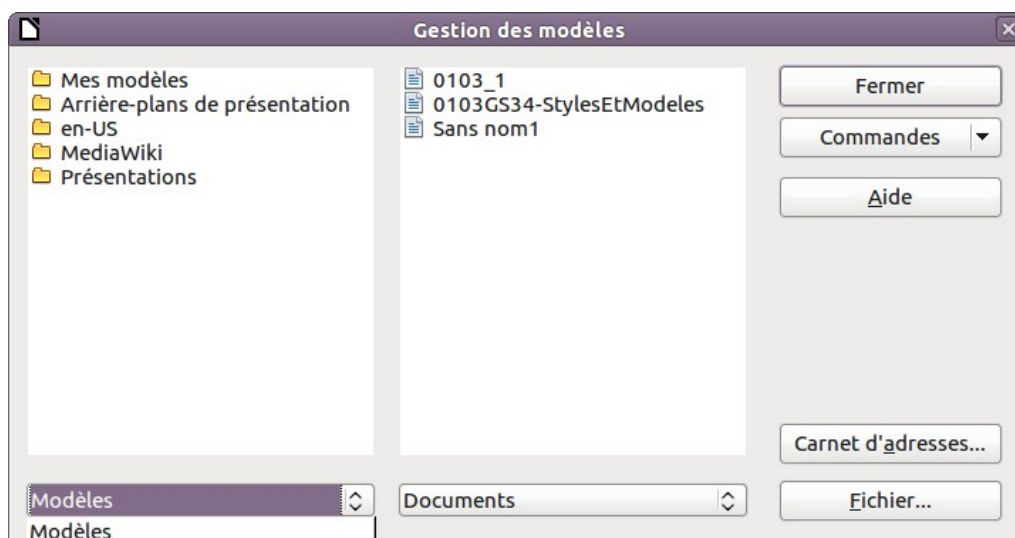 Gestion des modèles
Mes modèles
Arrière-plans de présentation
en-US
MediaWiki
Présentations
0103_1
0103GS34-StylesEtModeles
Sans nom1
Fermer
Commandes
Aide
Carnet d'adresses...
Modèles
Documents
Fichier...
Modèles